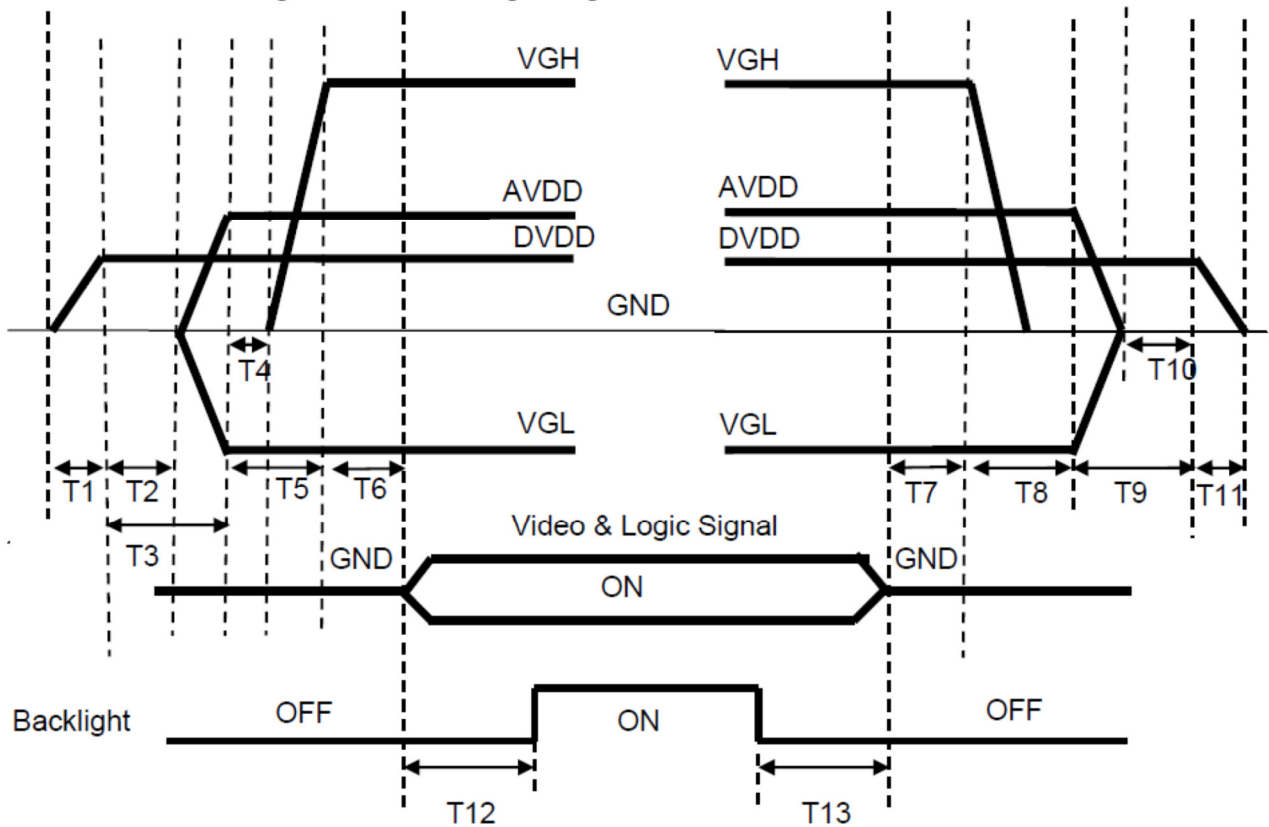 VGH VGH
AVDD AVDD
DVDD DVDD
GND
T4 T10
VGL VGL
T1 T2 T5 T6 T7 T8 T9 T11
Video & Logic Signal
T3
GND GND
ON
OFF OFF
Backlight ON
T12 T13